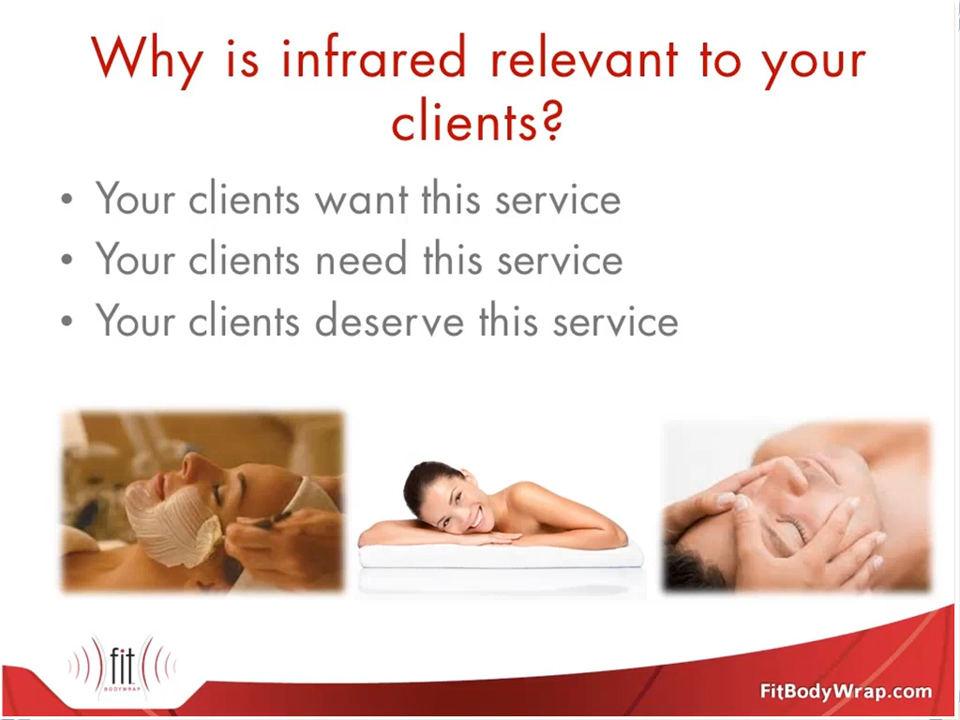 Why is infrared relevant to your
clients?
• Your clients want this service
• Your clients need this service
• Your clients deserve this service
fit
BODYWRAP
FitBodyWrap.com